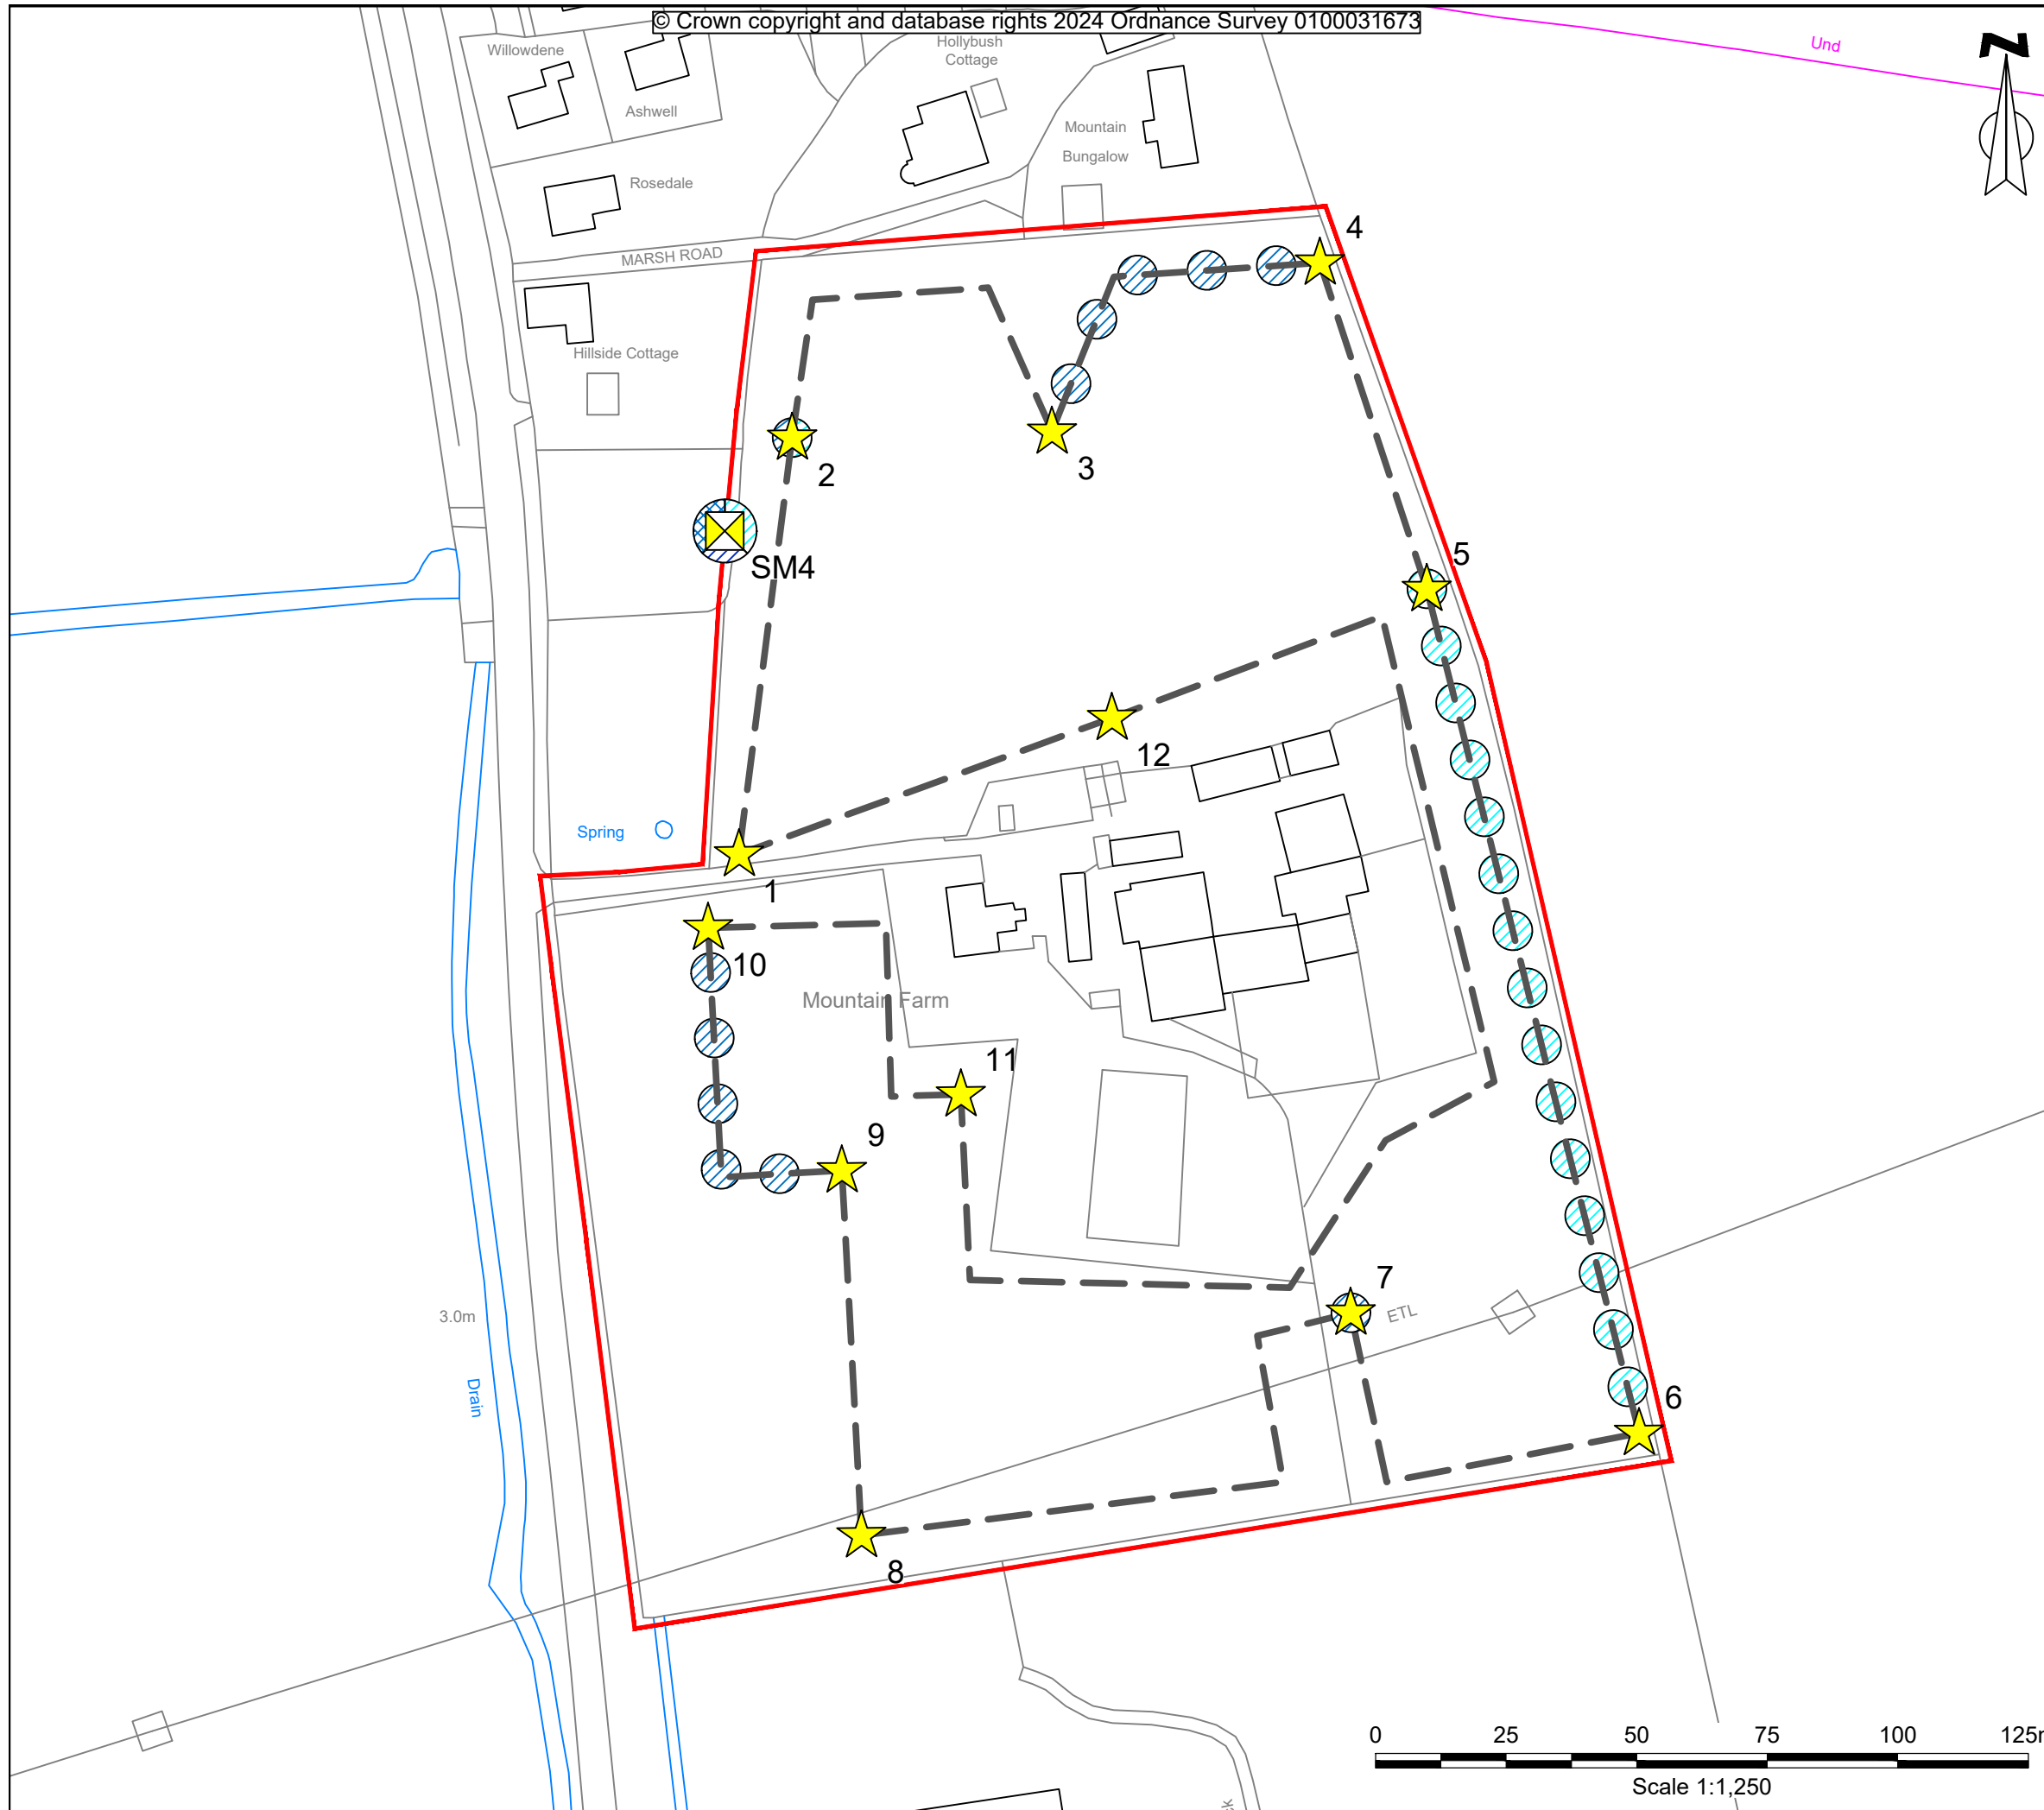 © Crown copyright and database rights 2024 Ordnance Survey 0100031673
Willowdene
Hollybush
Cottage
Und
N
Ashwell
Mountain
Bungalow
Rosedale
MARSH ROAD
4
Hillside Cottage
2
3
SM4
5
12
Spring
1
10
Mountain Farm
11
9
7
ETL
3.0m
Drain
6
8
0 25 50 75 100 125m
Scale 1:1,250